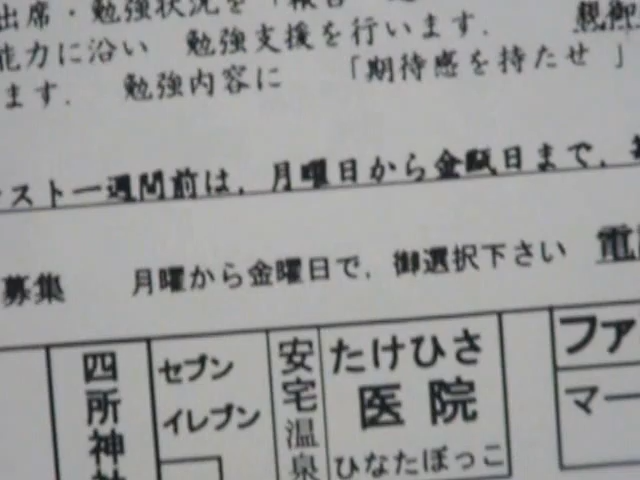 出席・勉強状況を「報告
能力に沿い 勉強支援を行います.
ます. 勉強内容に 「期待感を持たせ」
スト一週間前は, 月曜日から金曜日まで,
募集 月曜から金曜日で, 御選択下さい 電
四所神
セブン
イレブン
安宅温泉
たけひさ
医院
ひなたぼっこ
ファ
マー